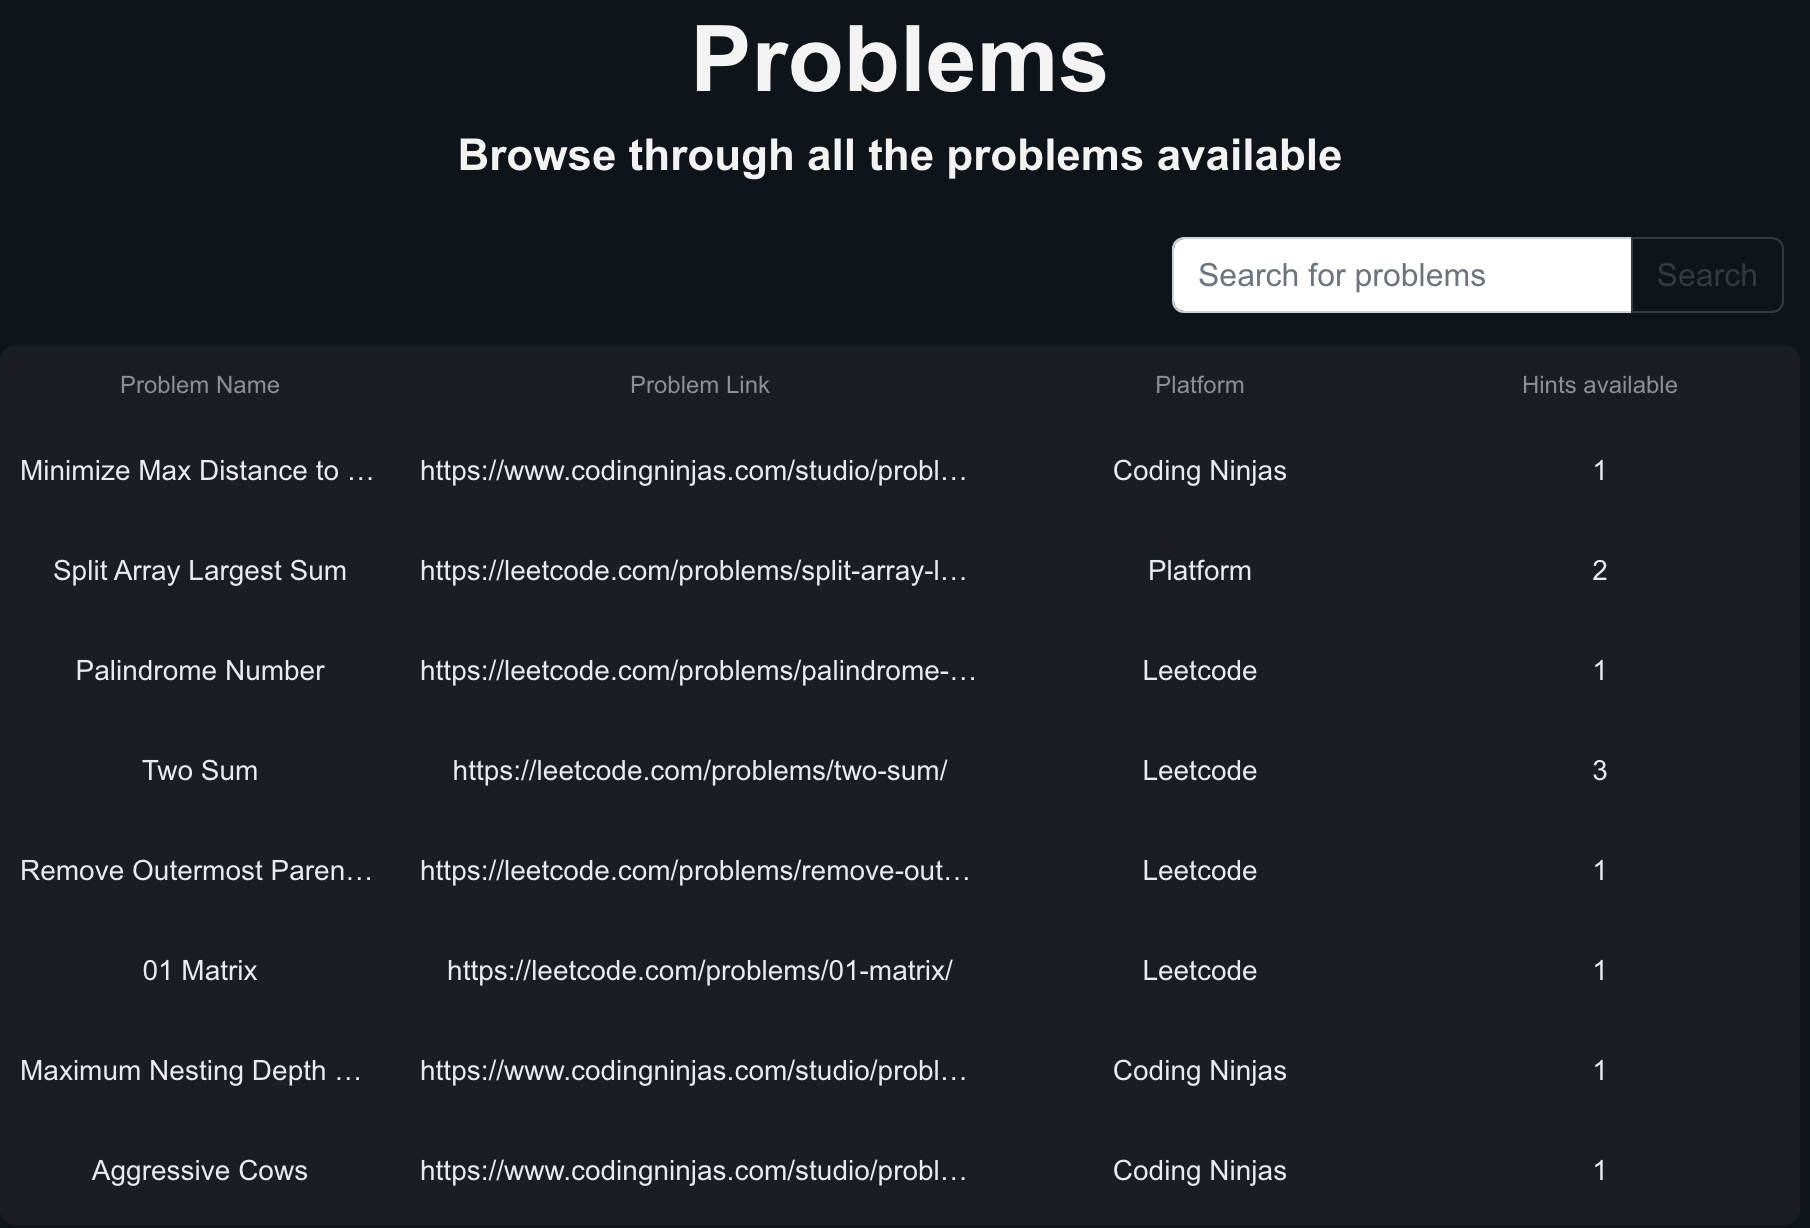 Problems
Browse through all the problems available
Search for problems Search
Problem Name Problem Link Platform Hints available
Minimize Max Distance to … https://www.codingninjas.com/studio/probl… Coding Ninjas 1
Split Array Largest Sum https://leetcode.com/problems/split-array-l… Platform 2
Palindrome Number https://leetcode.com/problems/palindrome-… Leetcode 1
Two Sum https://leetcode.com/problems/two-sum/ Leetcode 3
Remove Outermost Paren… https://leetcode.com/problems/remove-out… Leetcode 1
01 Matrix https://leetcode.com/problems/01-matrix/ Leetcode 1
Maximum Nesting Depth … https://www.codingninjas.com/studio/probl… Coding Ninjas 1
Aggressive Cows https://www.codingninjas.com/studio/probl… Coding Ninjas 1